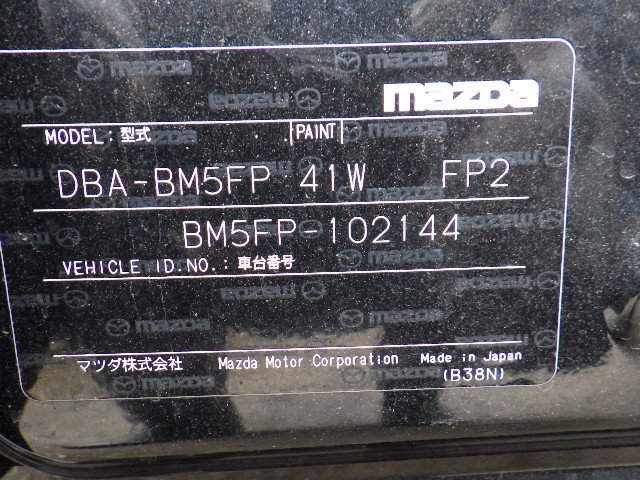 mazda
MODEL: 型式 PAINT
DBA-BM5FP 41W FP2
BM5FP-102144
VEHICLE ID.NO.: 車台番号
マツダ株式会社 Mazda Motor Corporation Made in Japan
(B38N)